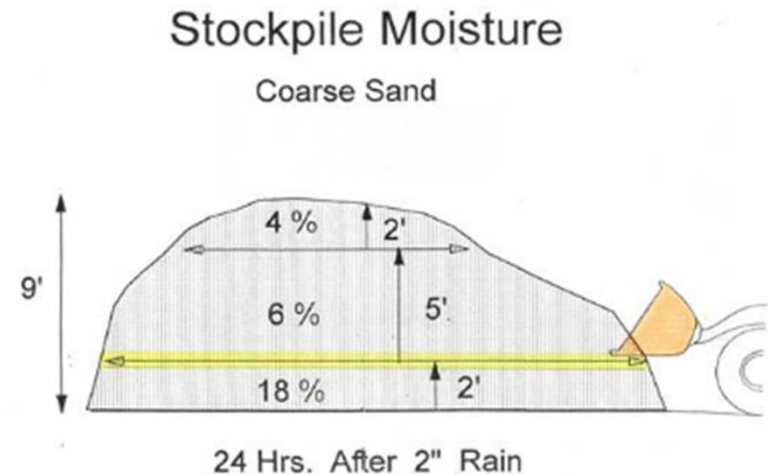 Stockpile Moisture
Coarse Sand
4 % 2'
9' 6 % 5'
18 % 2'
24 Hrs. After 2" Rain